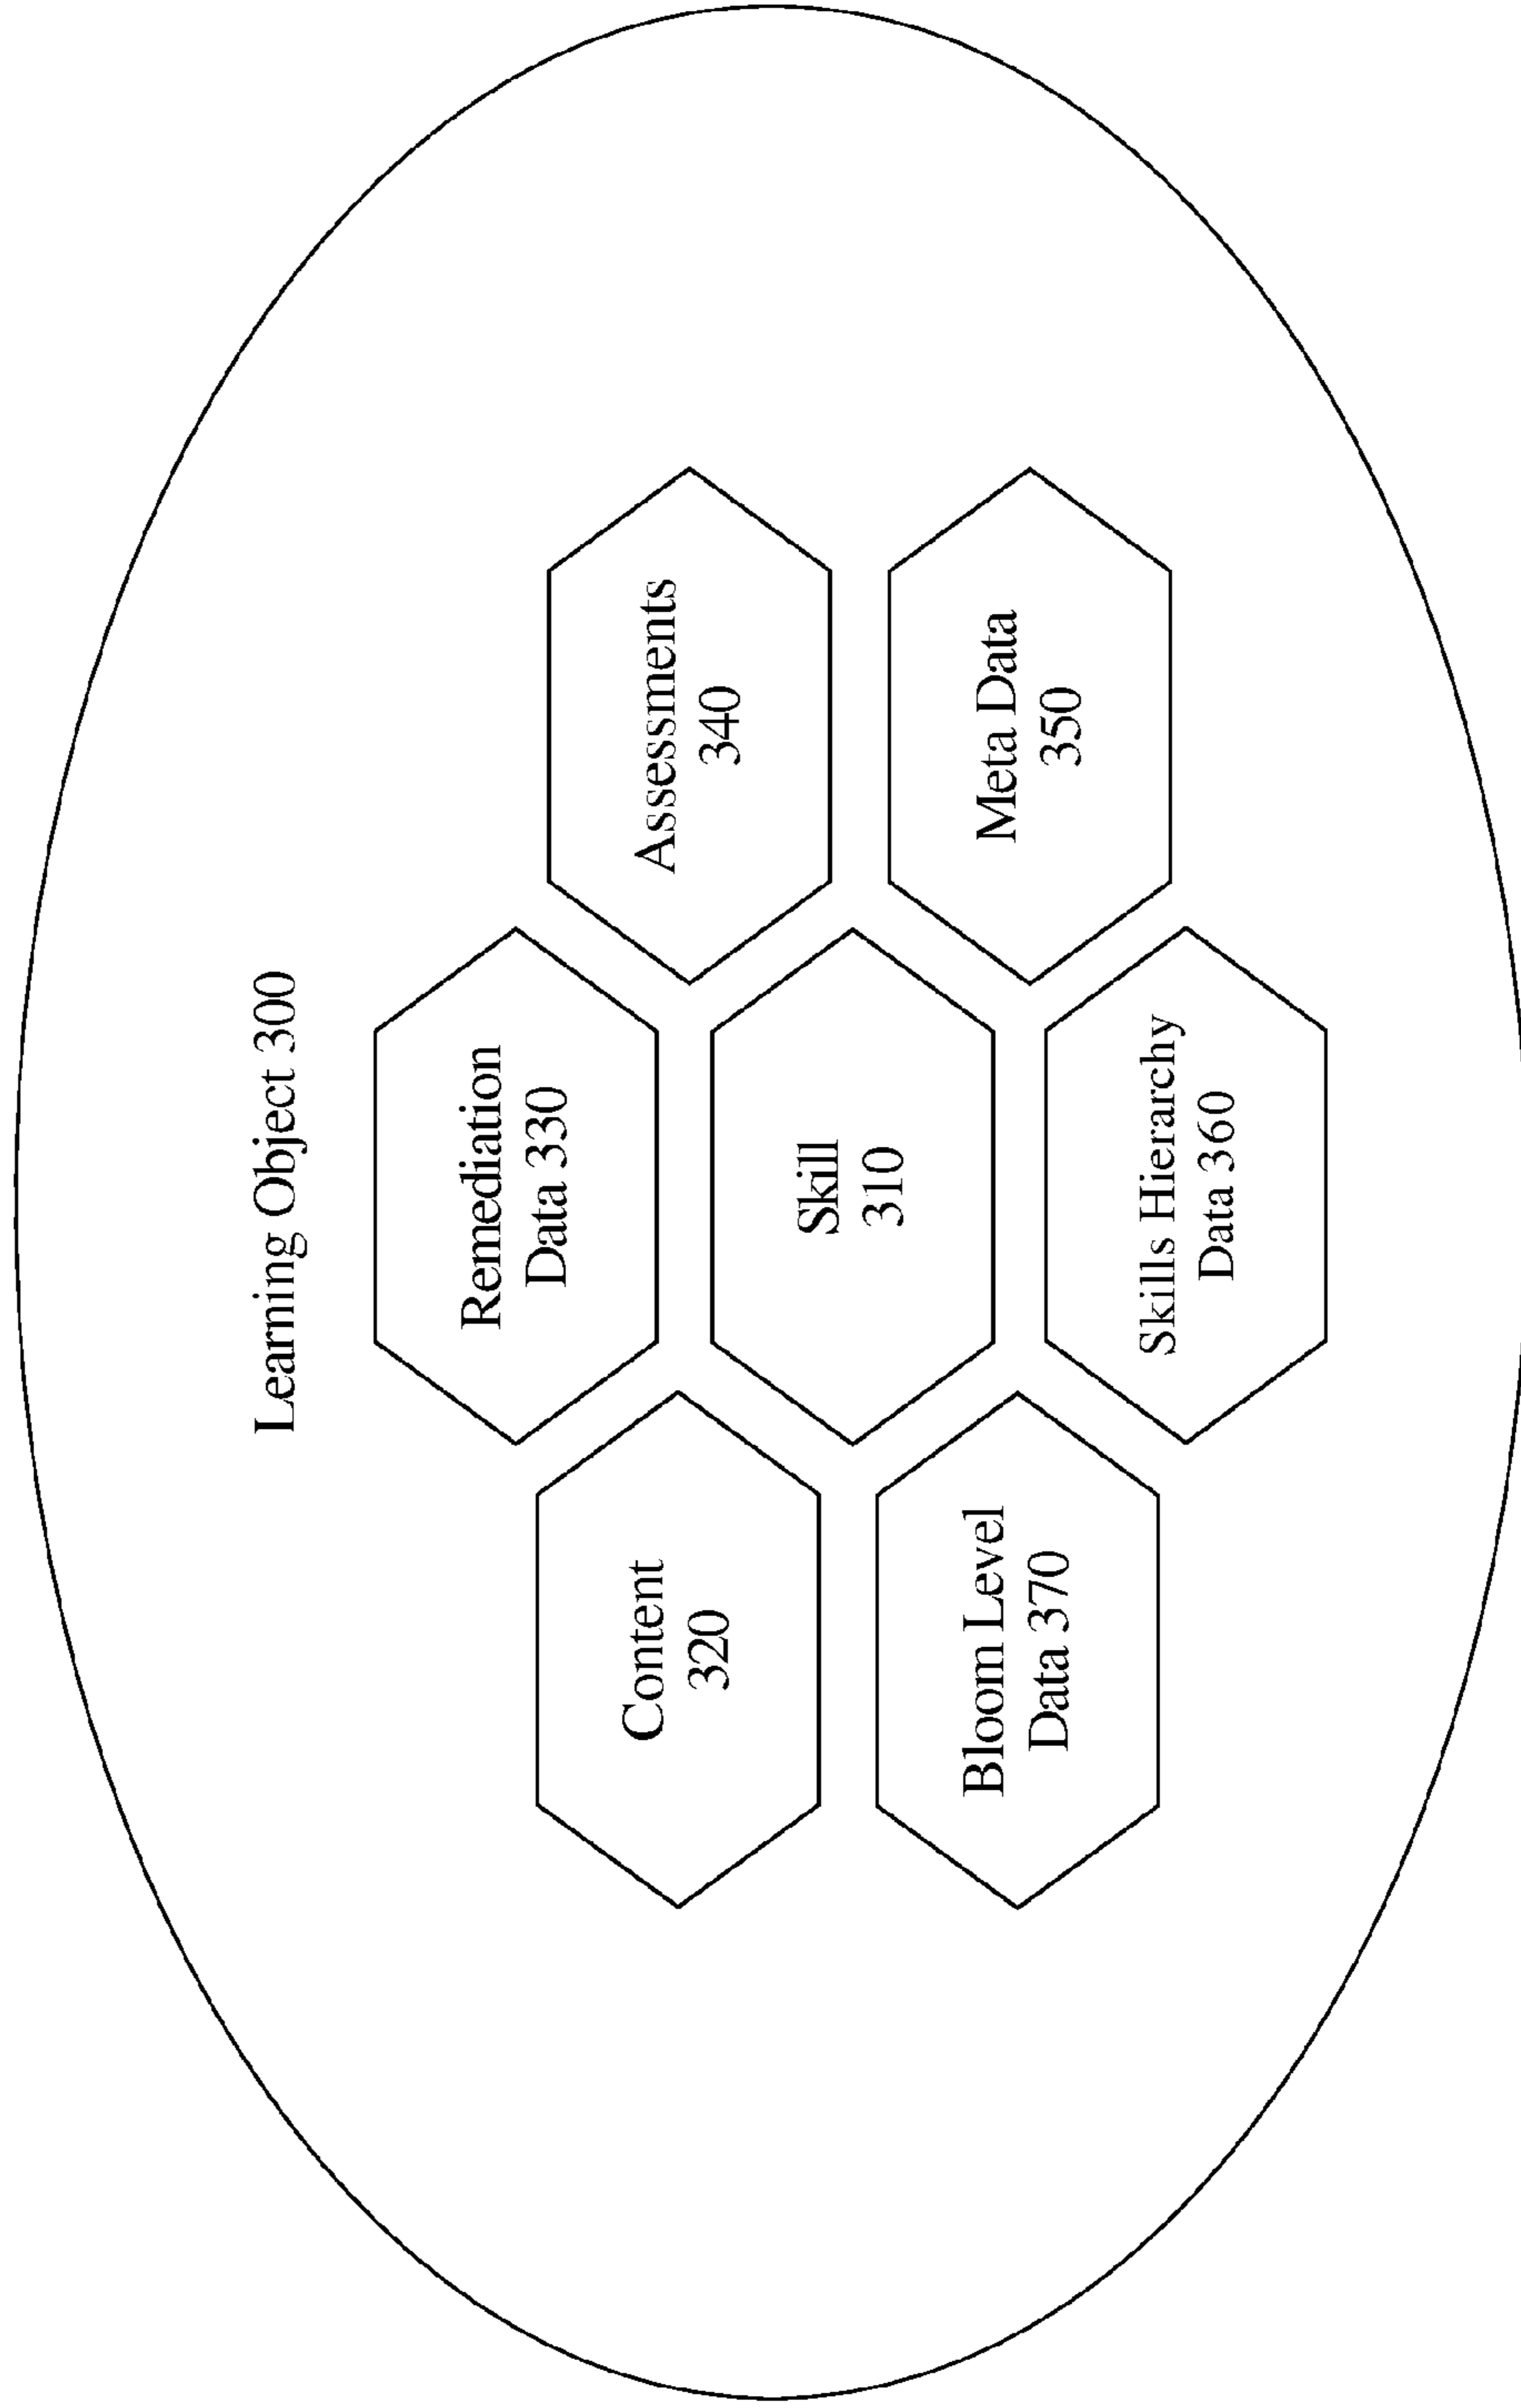 Learning Object 300
Remediation
Data 330
Content
320
Assessments
340
Skill
310
Bloom Level
Data 370
Meta Data
350
Skills Hierarchy
Data 360